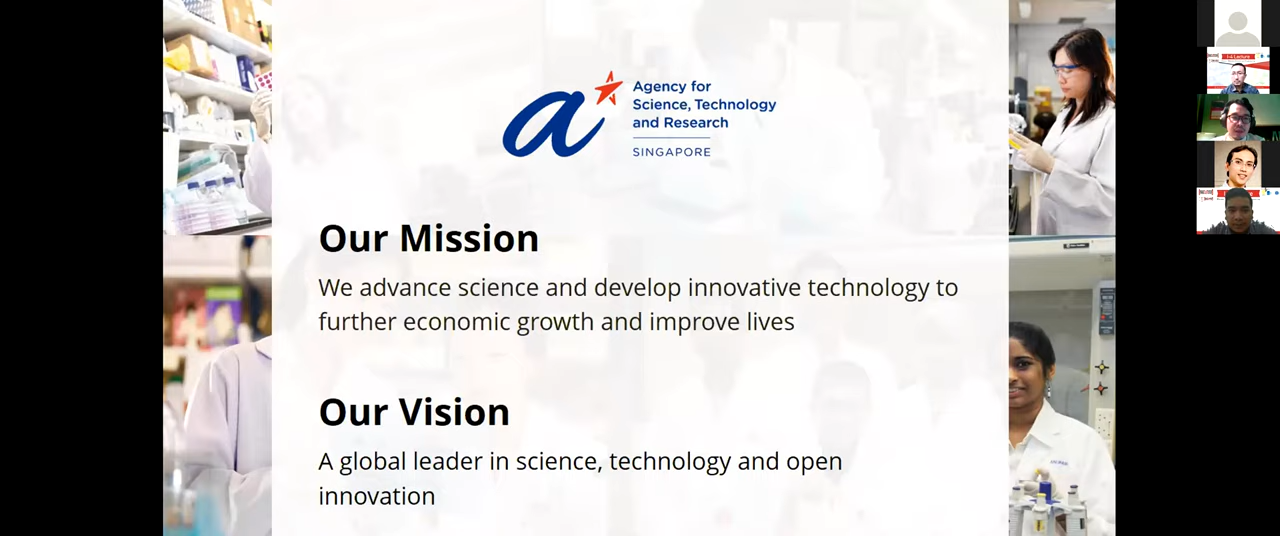 a
Agency for
Science, Technology
and Research
SINGAPORE
Our Mission
We advance science and develop innovative technology to
further economic growth and improve lives
Our Vision
A global leader in science, technology and open
innovation